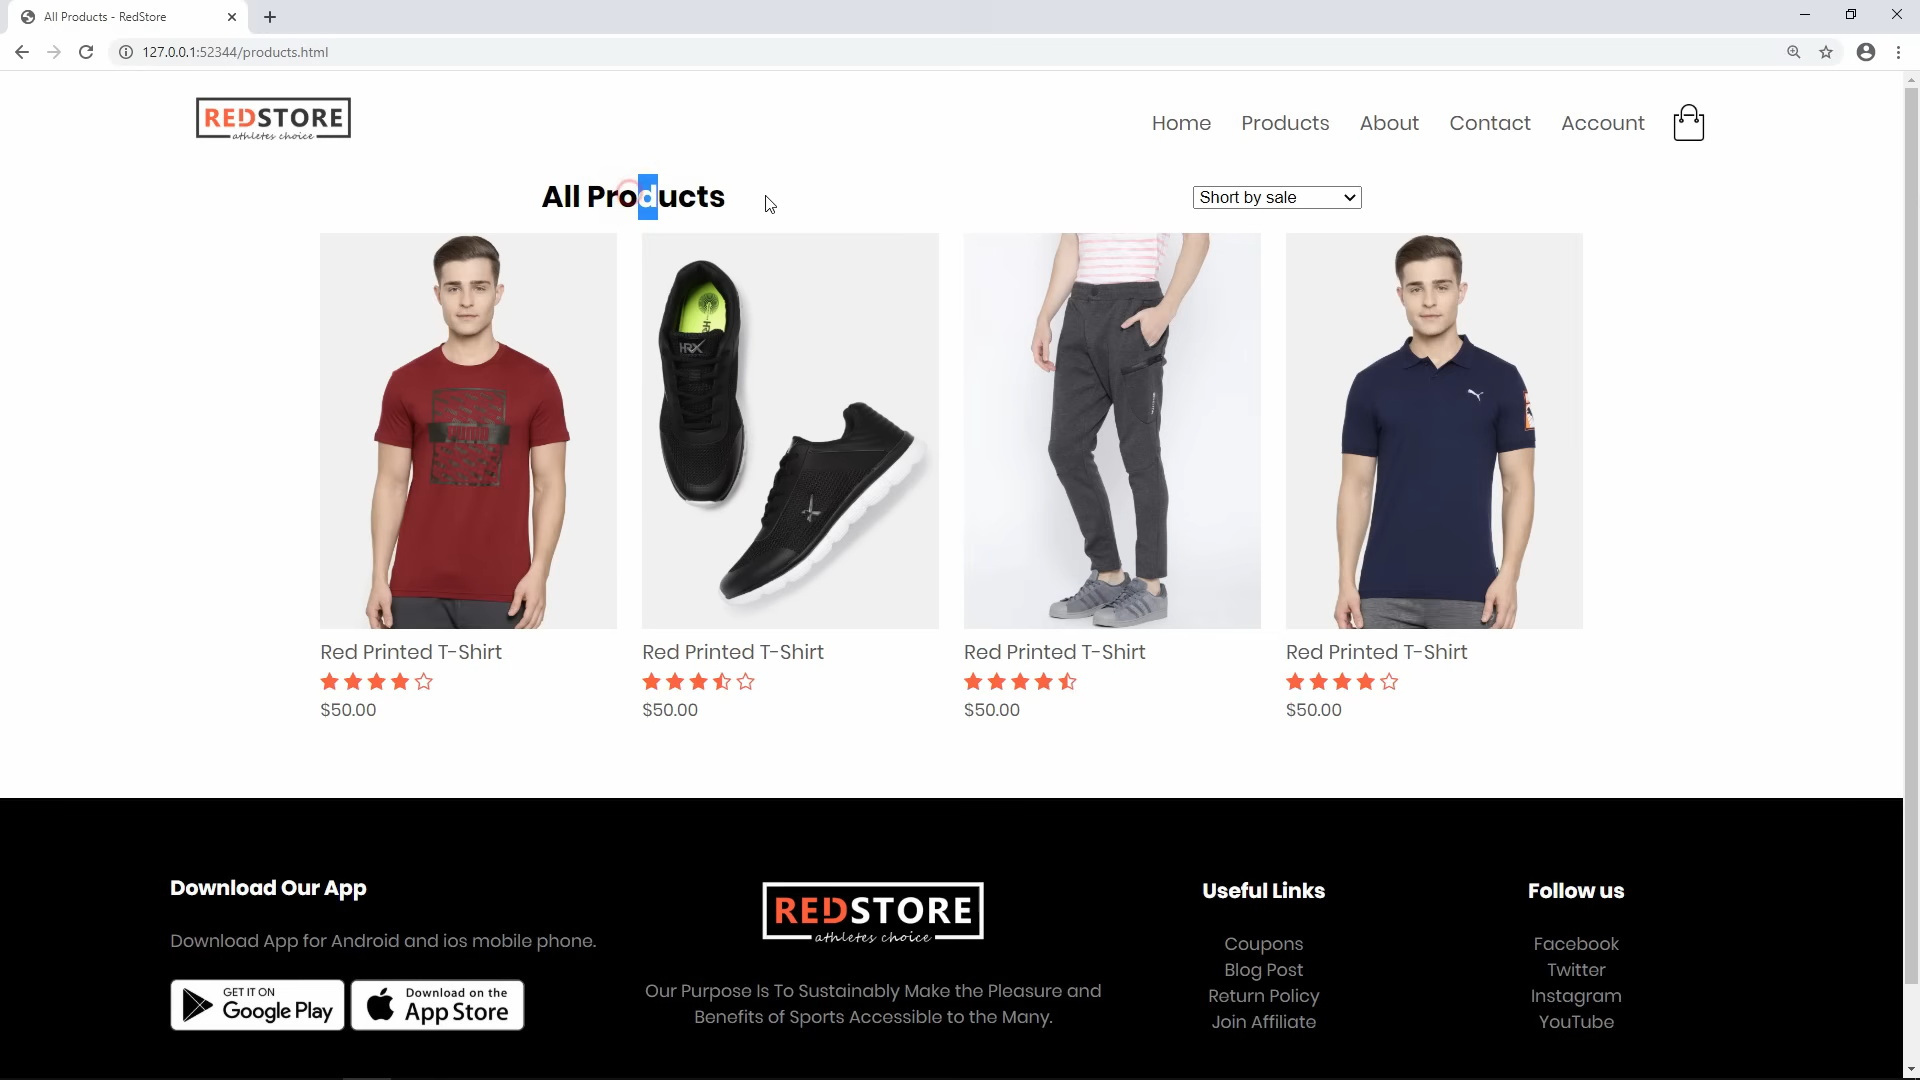 All Products - RedStore
127.0.0.1:52344/products.html
REDSTORE
athletes choice
Home Products About Contact Account
All Products
Short by sale
HRX
PUMA
Red Printed T-Shirt Red Printed T-Shirt Red Printed T-Shirt Red Printed T-Shirt
$50.00 $50.00 $50.00 $50.00
Download Our App
Download App for Android and ios mobile phone.
GET IT ON
Google Play
Download on the
App Store
REDSTORE
athletes choice
Our Purpose Is To Sustainably Make the Pleasure and
Benefits of Sports Accessible to the Many.
Useful Links
Coupons
Blog Post
Return Policy
Join Affiliate
Follow us
Facebook
Twitter
Instagram
YouTube